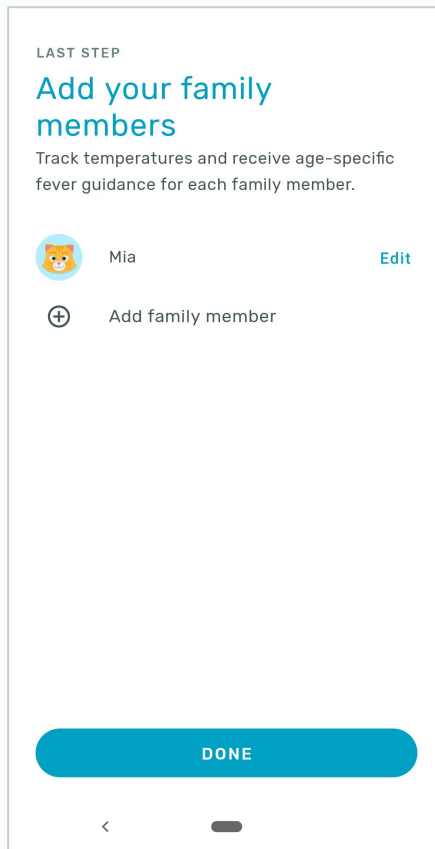 LAST STEP
Add your family
members
Track temperatures and receive age-specific
fever guidance for each family member.
Mia
Edit
Add family member
DONE